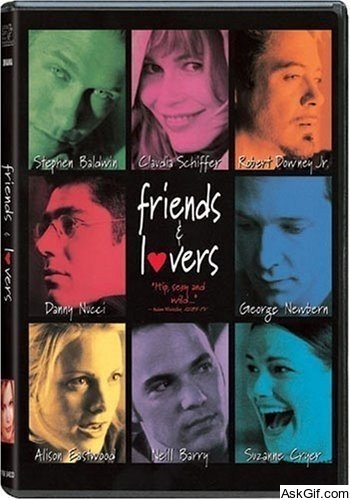 Stephen Baldwin
Claudia Schiffer
Robert Downey Jr.
friends
&
lovers
"Hip, sexy and
wild..."
Danny Nucci
George Newbern
Alison Eastwood
Neill Barry
Suzanne Cryer
friends & lovers
DRAMA
AskGif.com